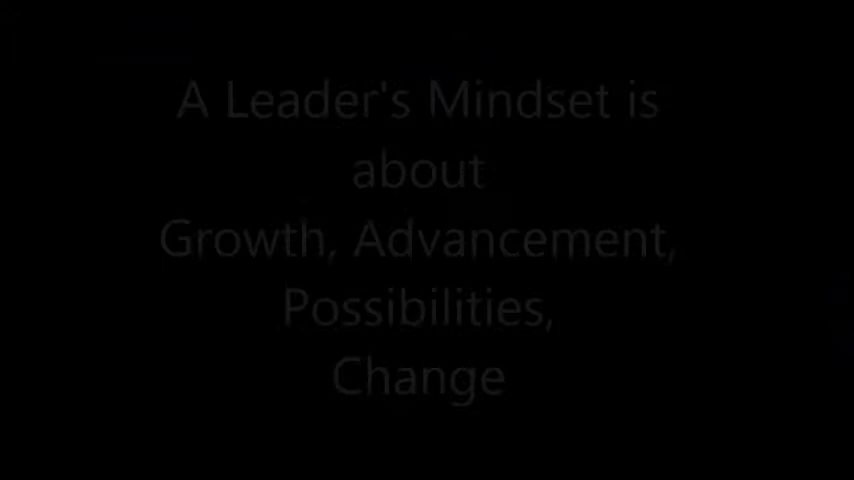 A Leader's Mindset is
about
Growth, Advancement,
Possibilities,
Change